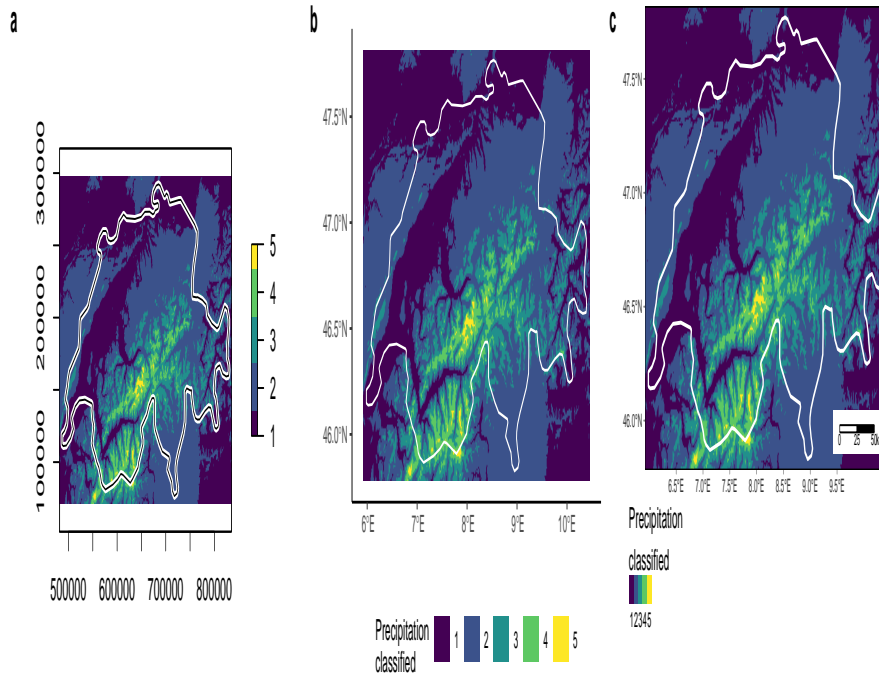 a
b
c
300000
200000
100000
500000
600000
700000
800000
5
4
3
2
1
47.5°N
47.0°N
46.5°N
46.0°N
6°E
7°E
8°E
9°E
10°E
Precipitation
classified
1
2
3
4
5
47.5°N
47.0°N
46.5°N
46.0°N
6.5°E
7.0°E
7.5°E
8.0°E
8.5°E
9.0°E
9.5°E
0 25 50k
Precipitation
classified
12345